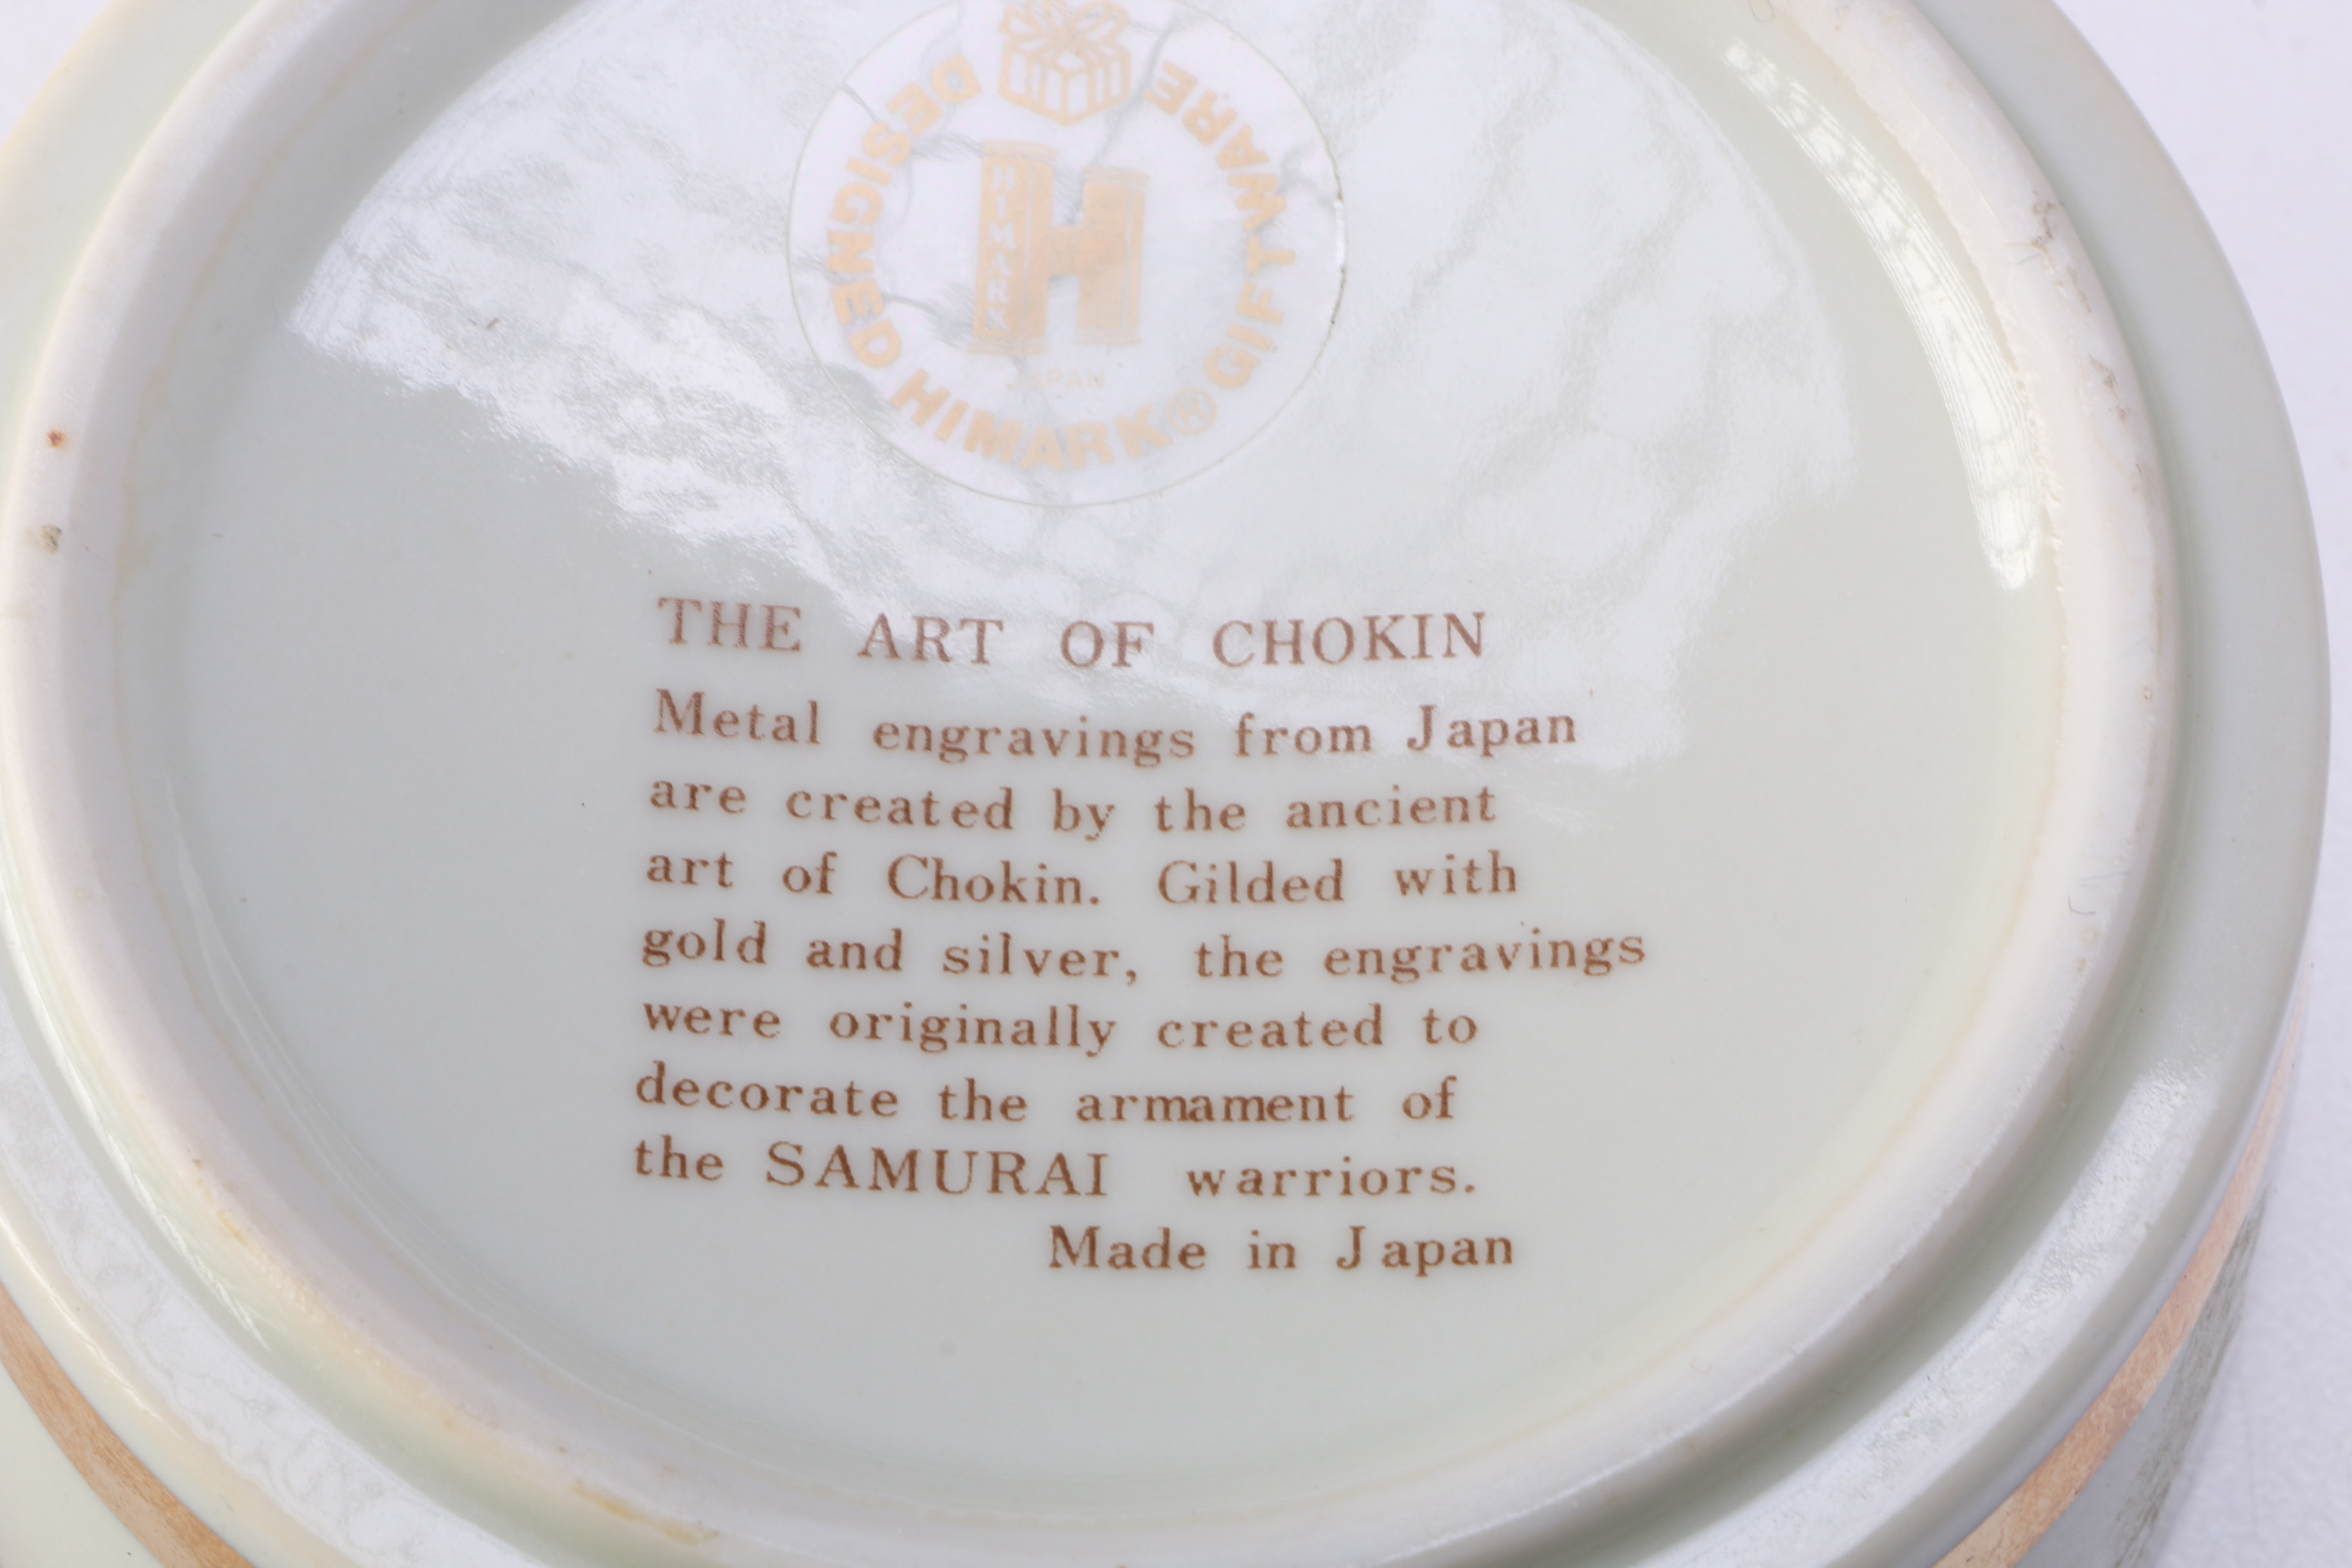 DESIGNED HIMARK® GIFTWARE
HIMARK
H
JAPAN
THE ART OF CHOKIN
Metal engravings from Japan
are created by the ancient
art of Chokin. Gilded with
gold and silver, the engravings
were originally created to
decorate the armament of
the SAMURAI warriors.
Made in Japan